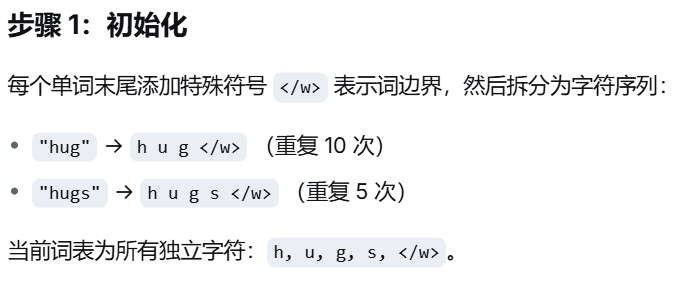 步骤 1：初始化
每个单词末尾添加特殊符号 </w> 表示词边界，然后拆分为字符序列：
• "hug" → h u g </w> （重复 10 次）
• "hugs" → h u g s </w> （重复 5 次）
当前词表为所有独立字符： h, u, g, s, </w>。